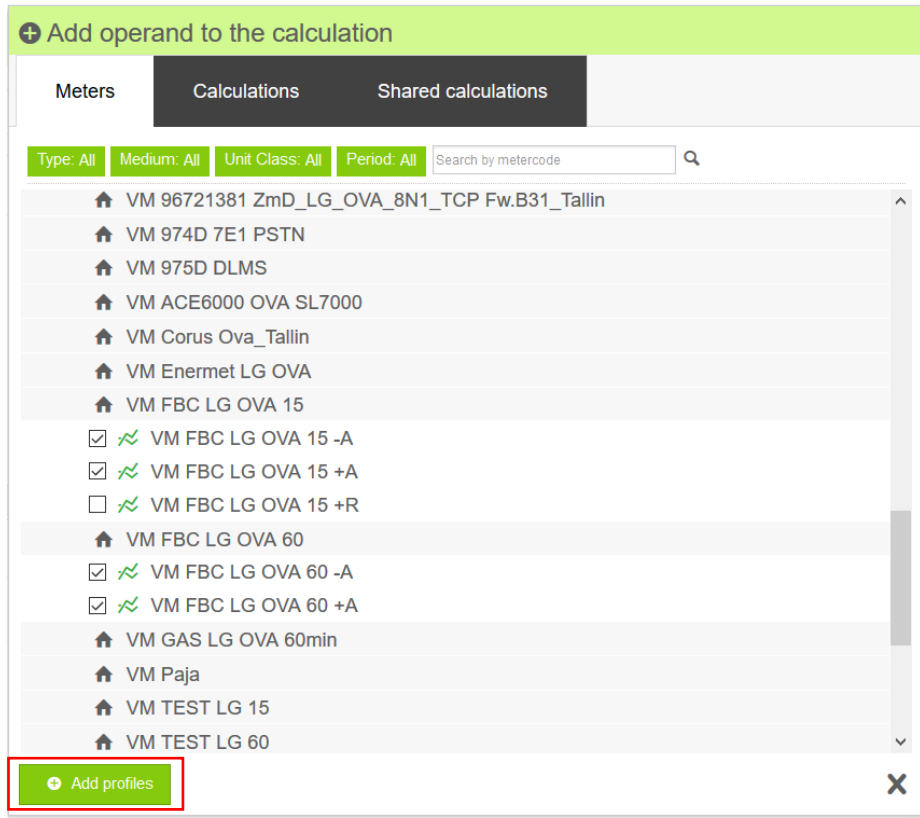 Add operand to the calculation
Meters Calculations Shared calculations
Type: All Medium: All Unit Class: All Period: All Search by metercode
VM 96721381 ZmD_LG_OVA_8N1_TCP Fw.B31_Tallin
VM 974D 7E1 PSTN
VM 975D DLMS
VM ACE6000 OVA SL7000
VM Corus Ova_Tallin
VM Enermet LG OVA
VM FBC LG OVA 15
VM FBC LG OVA 15 -A
VM FBC LG OVA 15 +A
VM FBC LG OVA 15 +R
VM FBC LG OVA 60
VM FBC LG OVA 60 -A
VM FBC LG OVA 60 +A
VM GAS LG OVA 60min
VM Paja
VM TEST LG 15
VM TEST LG 60
Add profiles